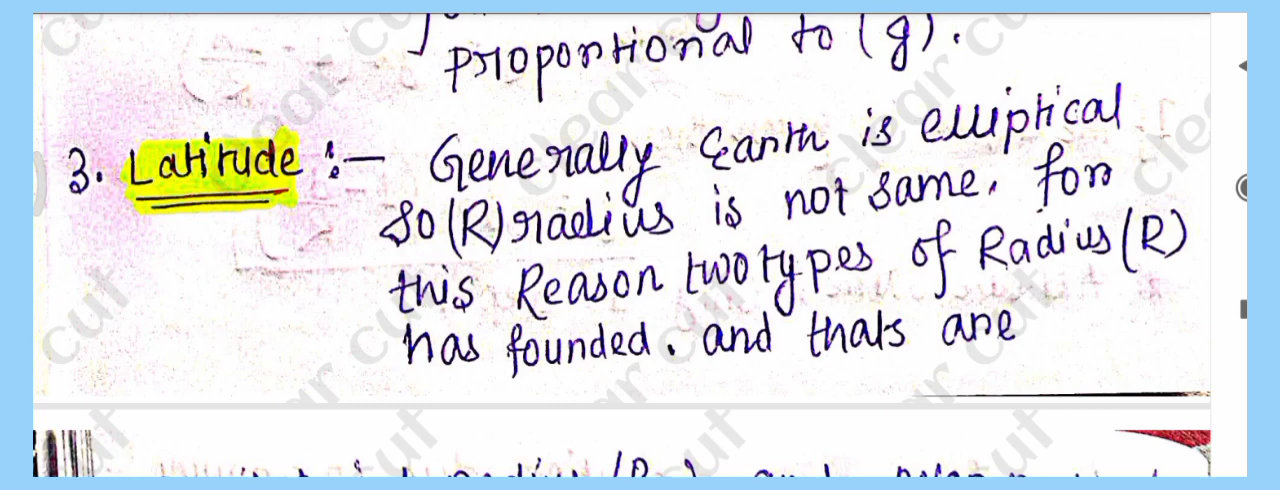 proportional to (g).
3. Latitude :- Generally Earth is elliptical
So (R) radius is not same. for
this Reason two types of Radius (R)
has founded. and thats are